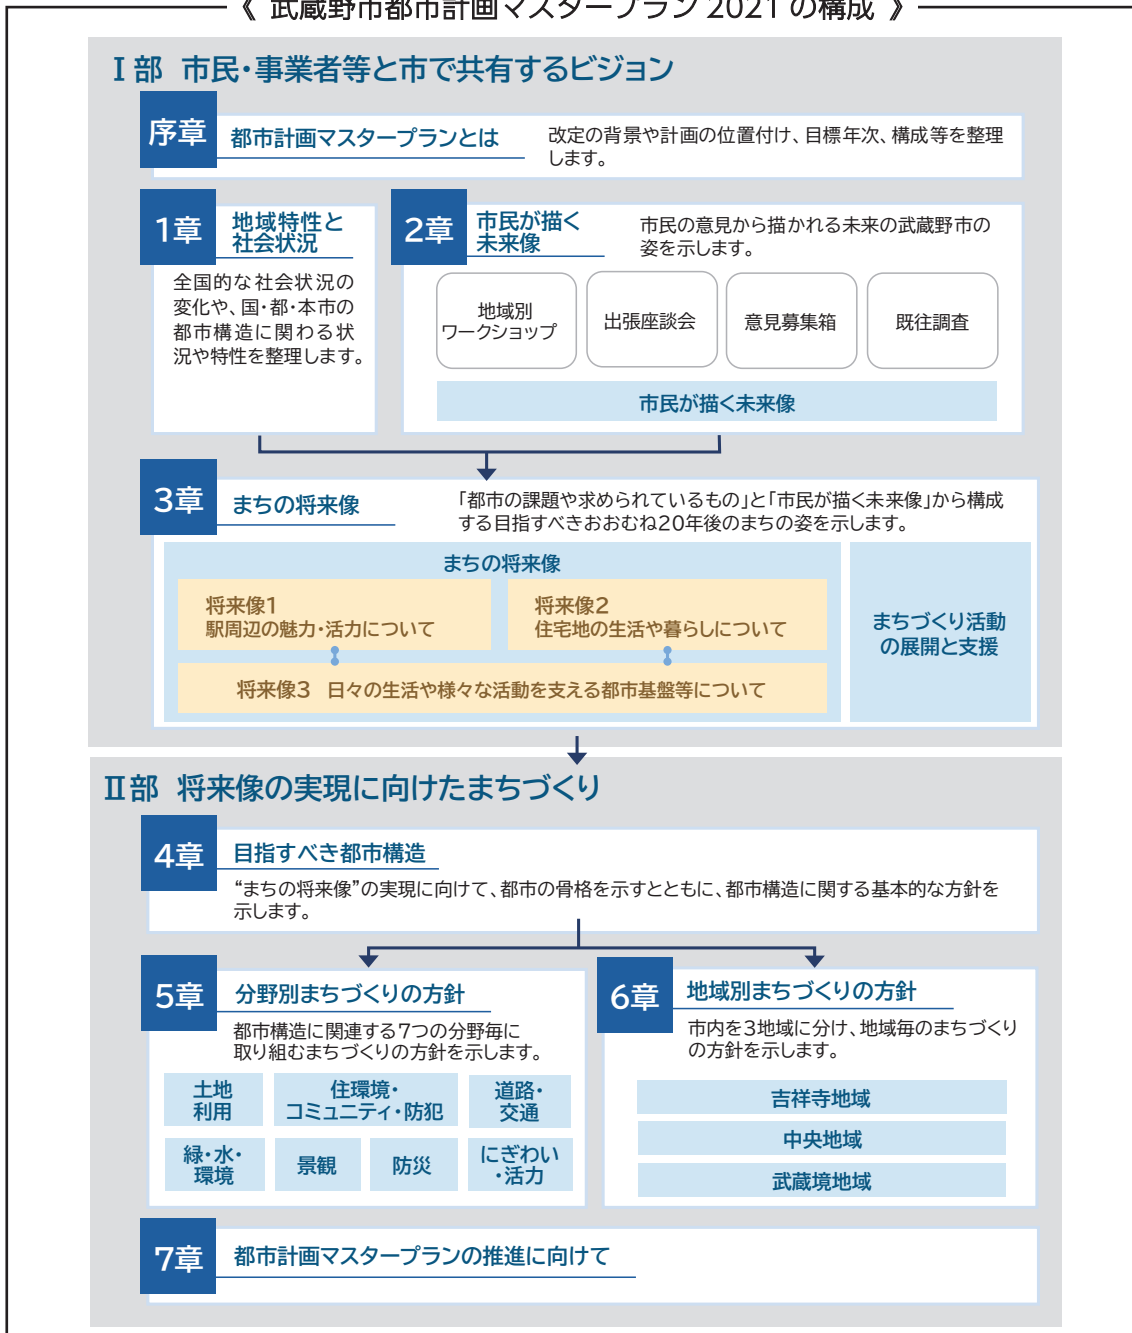 《 武蔵野市都市計画マスタープラン 2021 の構成 》
Ⅰ部 市民・事業者等と市で共有するビジョン
序章
都市計画マスタープランとは
改定の背景や計画の位置付け、目標年次、構成等を整理
します。
1章
地域特性と
社会状況
全国的な社会状況の
変化や、国・都・本市の
都市構造に関わる状
況や特性を整理します。
2章
市民が描く
未来像
市民の意見から描かれる未来の武蔵野市の
姿を示します。
地域別
ワークショップ
出張座談会
意見募集箱
既往調査
市民が描く未来像
3章
まちの将来像
「都市の課題や求められているもの」と「市民が描く未来像」から構成
する目指すべきおおむね20年後のまちの姿を示します。
まちの将来像
将来像1
駅周辺の魅力・活力について
将来像2
住宅地の生活や暮らしについて
将来像3 日々の生活や様々な活動を支える都市基盤等について
まちづくり活動
の展開と支援
Ⅱ部 将来像の実現に向けたまちづくり
4章
目指すべき都市構造
“まちの将来像”の実現に向けて、都市の骨格を示すとともに、都市構造に関する基本的な方針を
示します。
5章
分野別まちづくりの方針
都市構造に関連する7つの分野毎に
取り組むまちづくりの方針を示します。
土地
利用
住環境・
コミュニティ・防犯
道路・
交通
緑・水・
環境
景観
防災
にぎわい
・活力
6章
地域別まちづくりの方針
市内を3地域に分け、地域毎のまちづくり
の方針を示します。
吉祥寺地域
中央地域
武蔵境地域
7章
都市計画マスタープランの推進に向けて